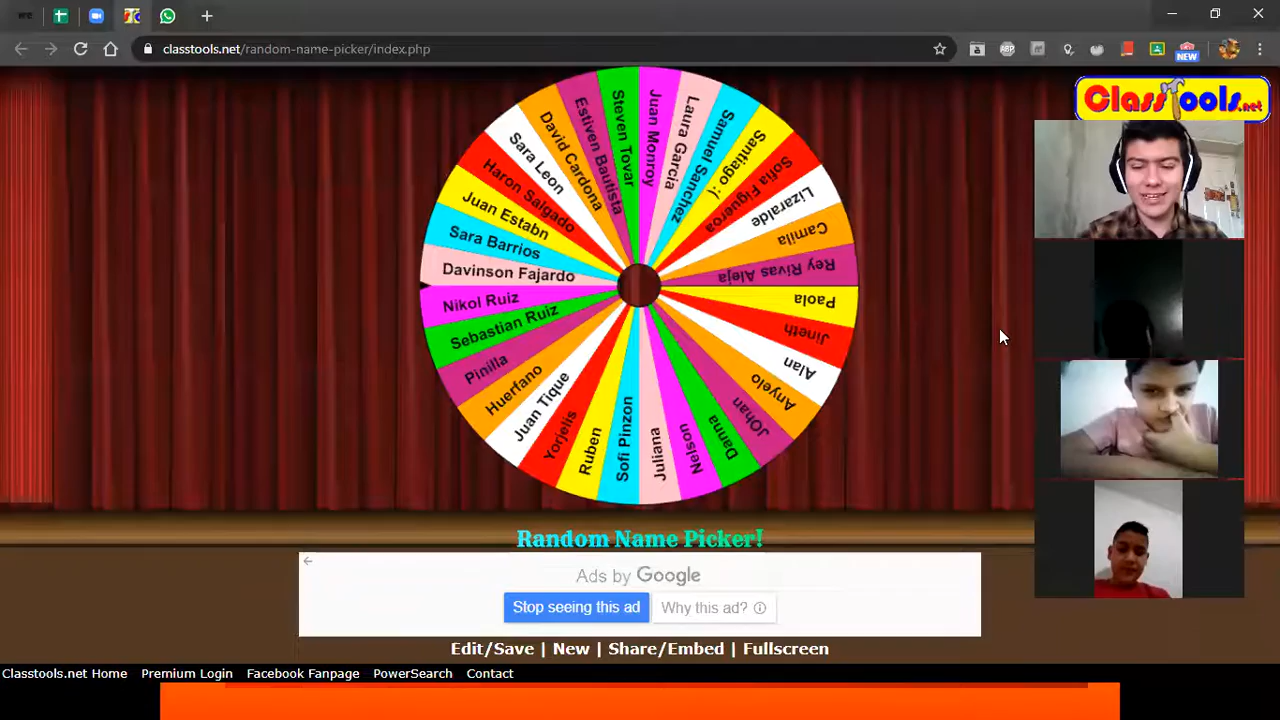 classtools.net/random-name-picker/index.php
ABP
NEW
ClassTools.net
Steven Tovar
Juan Monroy
Laura Garcia
Samuel Sanchez
Santiago :(
Sofia Figueroa
Lizaralde
Camila
Rey Rivas Aleja
Paola
Jineth
Alan
Anyelo
JOhan
Danna
Nelson
Juliana
Sofi Pinzon
Ruben
Yorjelis
Juan Tique
Huerfano
Pinilla
Sebastian Ruiz
Nikol Ruiz
Davinson Fajardo
Sara Barrios
Juan Estabn
Haron Salgado
Sara Leon
David Cardona
Estiven Bautista
Random Name Picker!
Ads by Google
Stop seeing this ad Why this ad?
Edit/Save | New | Share/Embed | Fullscreen
Classtools.net Home Premium Login Facebook Fanpage PowerSearch Contact